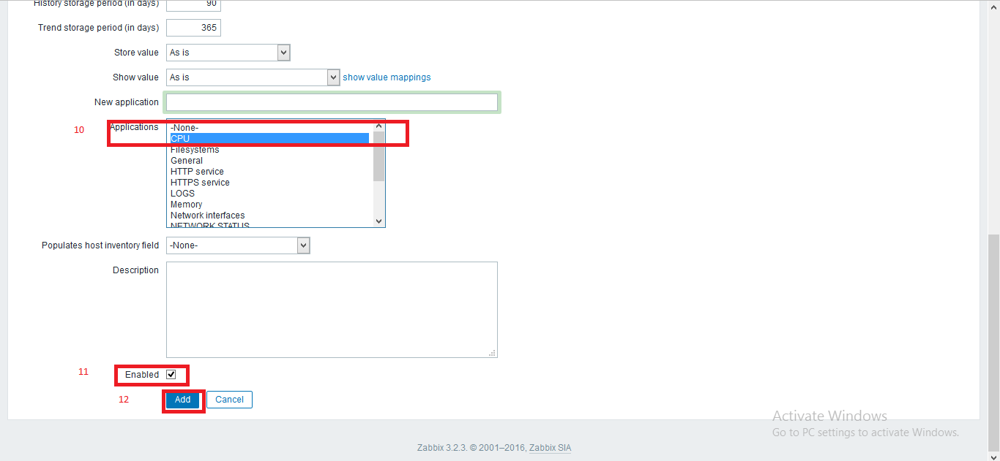 History storage period (in days) 90
Trend storage period (in days) 365
Store value As is
Show value As is show value mappings
New application
10 Applications -None-
CPU
Filesystems
General
HTTP service
HTTPS service
LOGS
Memory
Network interfaces
NETWORK STATUS
Populates host inventory field -None-
Description
11 Enabled
12 Add Cancel
Activate Windows
Go to PC settings to activate Windows.
Zabbix 3.2.3. © 2001–2016, Zabbix SIA